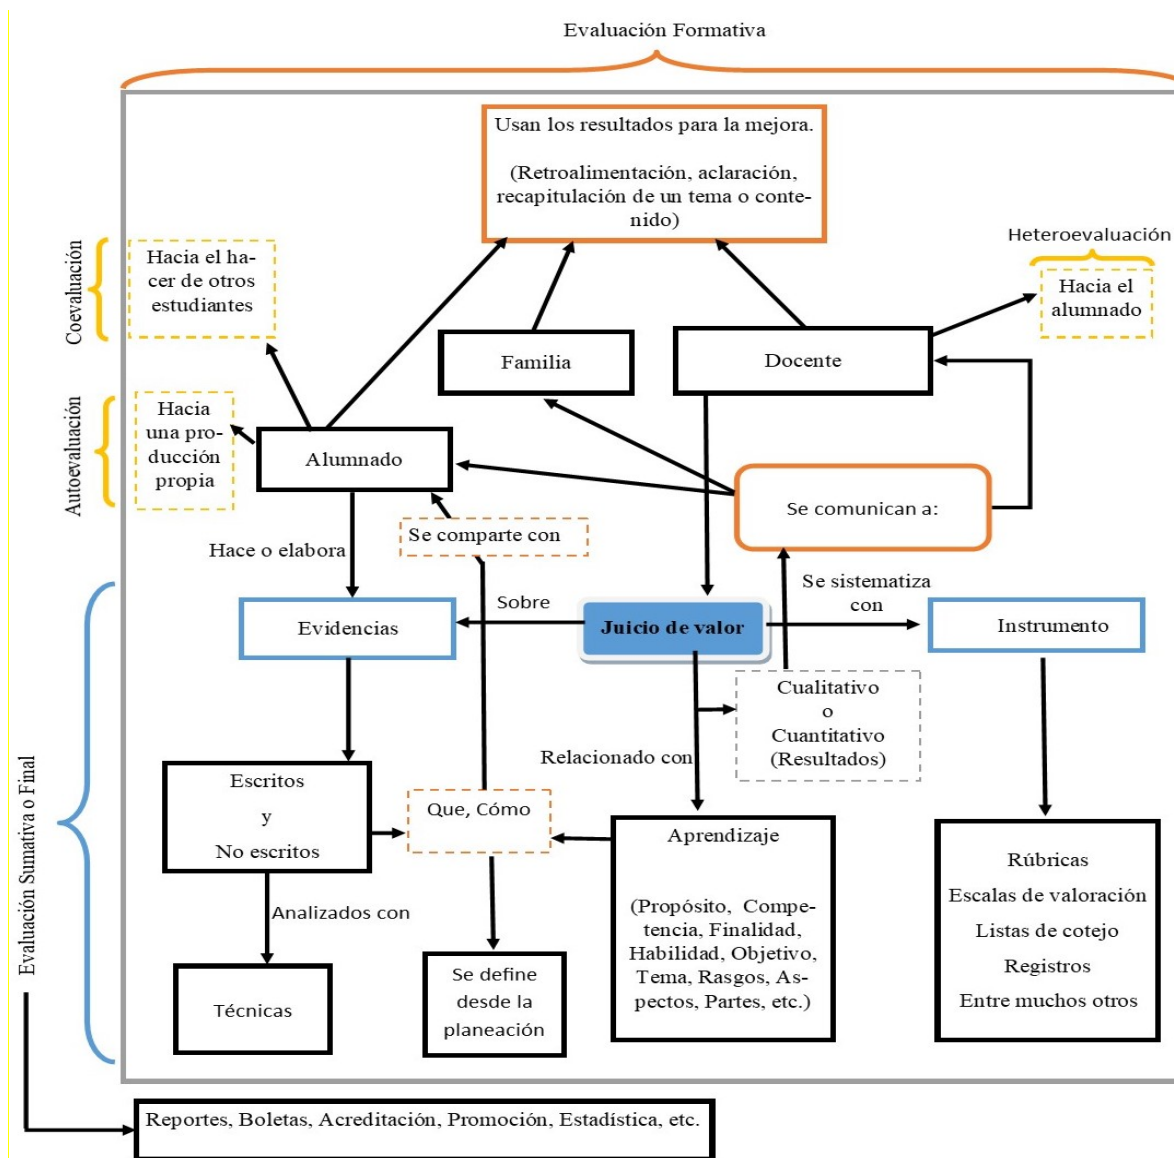 Evaluación Formativa
Usan los resultados para la mejora.
(Retroalimentación, aclaración,
recapitulación de un tema o conte-
nido)
Coevaluación
Hacia el ha-
cer de otros
estudiantes
Heteroevaluación
Hacia el
alumnado
Familia
Docente
Autoevaluación
Hacia
una pro-
ducción
propia
Alumnado
Se comunican a:
Hace o elabora
Se comparte con
Evidencias
Sobre
Juicio de valor
Se sistematiza
con
Instrumento
Cualitativo
o
Cuantitativo
(Resultados)
Relacionado con
Evaluación Sumativa o Final
Escritos
y
No escritos
Que, Cómo
Aprendizaje
(Propósito, Compe-
tencia, Finalidad,
Habilidad, Objetivo,
Tema, Rasgos, As-
pectos, Partes, etc.)
Rúbricas
Escalas de valoración
Listas de cotejo
Registros
Entre muchos otros
Analizados con
Técnicas
Se define
desde la
planeación
Reportes, Boletas, Acreditación, Promoción, Estadística, etc.